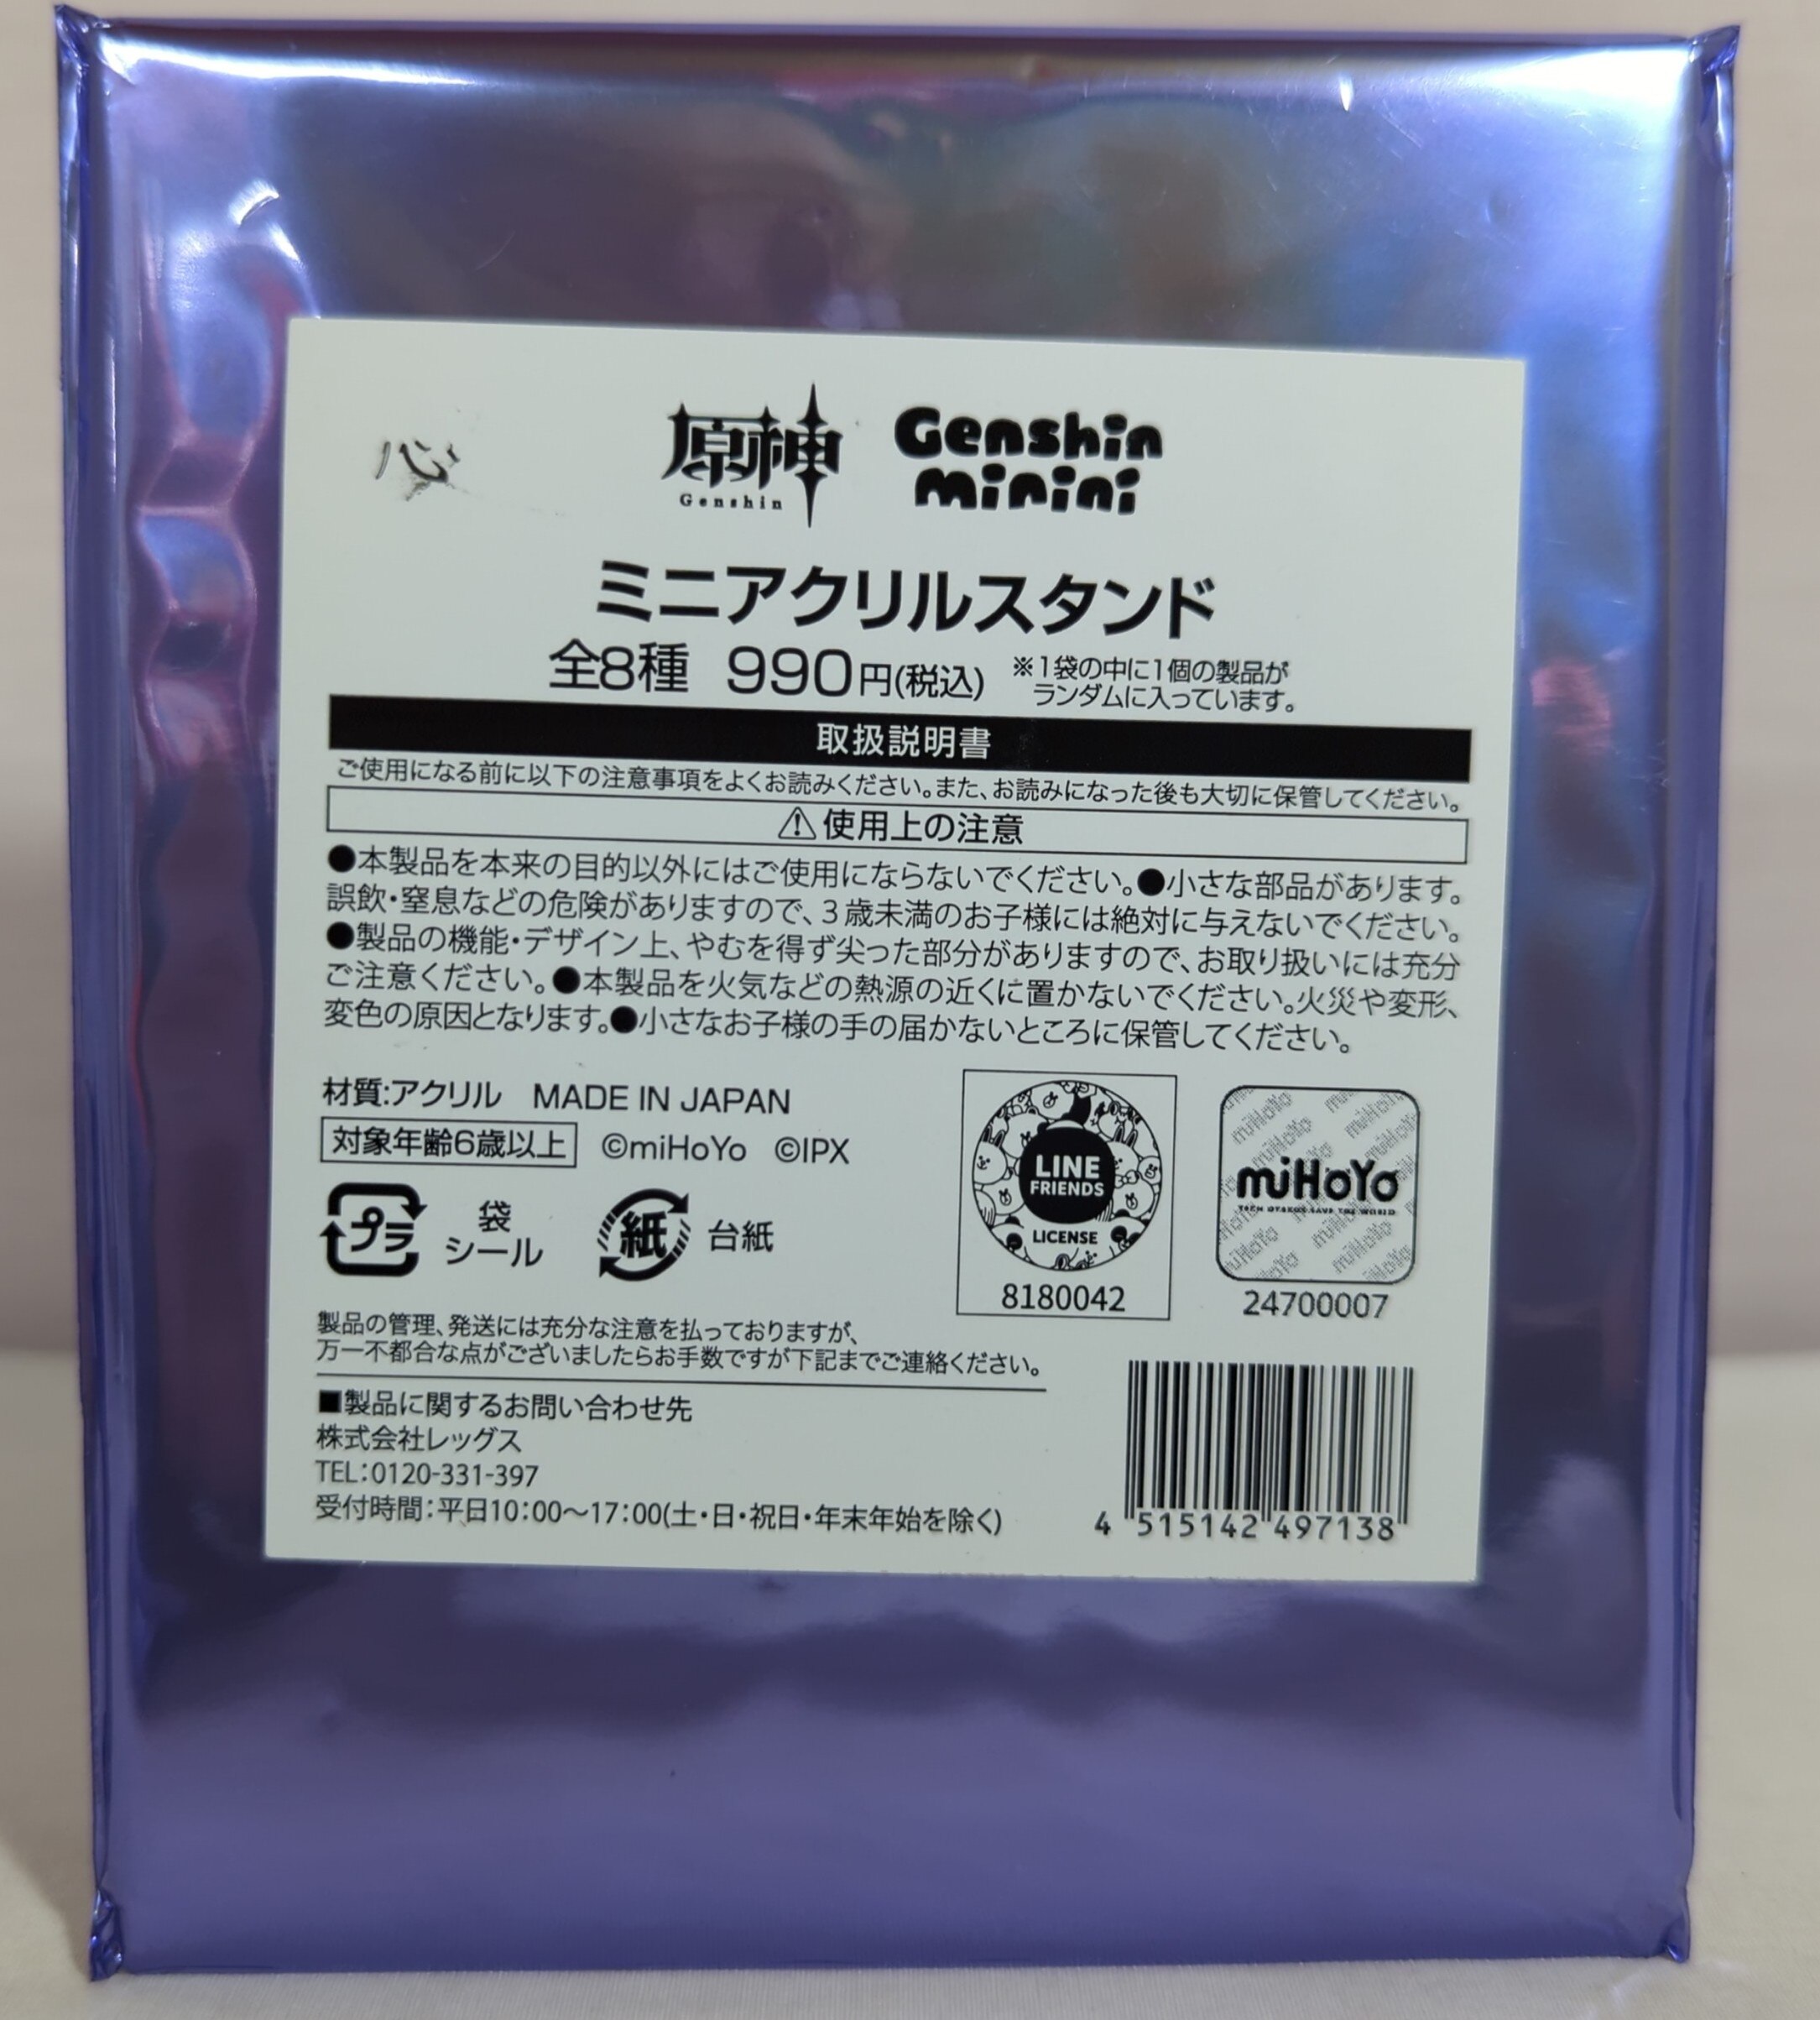 原神
Genshin
Genshin
minini
ミニアクリルスタンド
全8種 990円(税込) ※1袋の中に1個の製品が
ランダムに入っています。
取扱説明書
ご使用になる前に以下の注意事項をよくお読みください。また、お読みになった後も大切に保管してください。
⚠使用上の注意
●本製品を本来の目的以外にはご使用にならないでください。●小さな部品があります。
誤飲・窒息などの危険がありますので、3歳未満のお子様には絶対に与えないでください。
●製品の機能・デザイン上、やむを得ず尖った部分がありますので、お取り扱いには充分
ご注意ください。●本製品を火気などの熱源の近くに置かないでください。火災や変形、
変色の原因となります。●小さなお子様の手の届かないところに保管してください。
材質:アクリル MADE IN JAPAN
対象年齢6歳以上 ©miHoYo ©IPX
プラ 袋
シール
紙 台紙
LINE
FRIENDS
LICENSE
8180042
miHoYo
TECH OTAKUS SAVE THE WORLD
24700007
製品の管理、発送には充分な注意を払っておりますが、
万一不都合な点がございましたらお手数ですが下記までご連絡ください。
■製品に関するお問い合わせ先
株式会社レッグス
TEL:0120-331-397
受付時間:平日10:00～17:00(土・日・祝日・年末年始を除く)
4 515142 497138